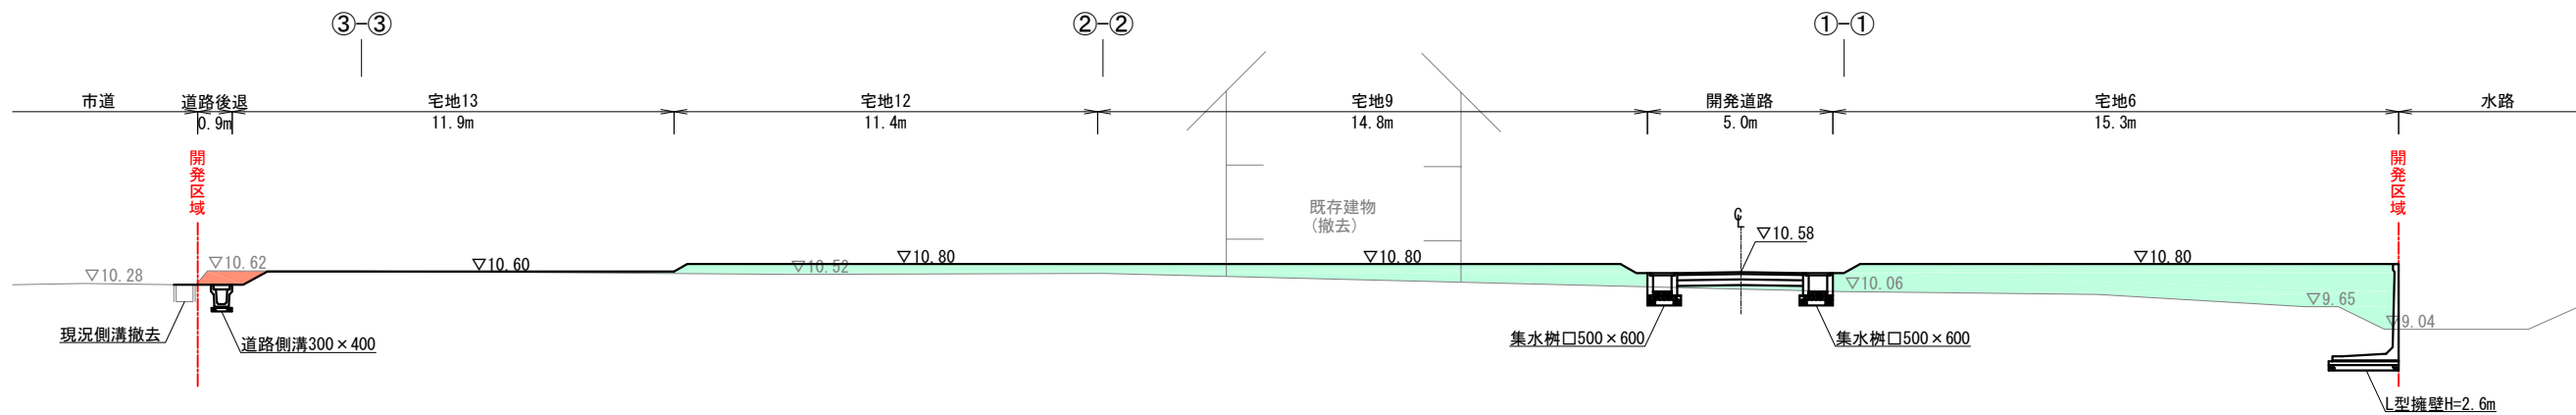 ③-③
②-②
①-①
市道
道路後退
宅地13
宅地12
宅地9
開発道路
宅地6
水路
0.9m
11.9m
11.4m
14.8m
5.0m
15.3m
開発区域
開発区域
既存建物
(撤去)
℄
▽10.58
▽10.28
▽10.62
▽10.60
▽10.52
▽10.80
▽10.80
▽10.80
▽10.06
▽9.65
▽9.04
現況側溝撤去
道路側溝300×400
集水桝口500×600
集水桝口500×600
L型擁壁H=2.6m